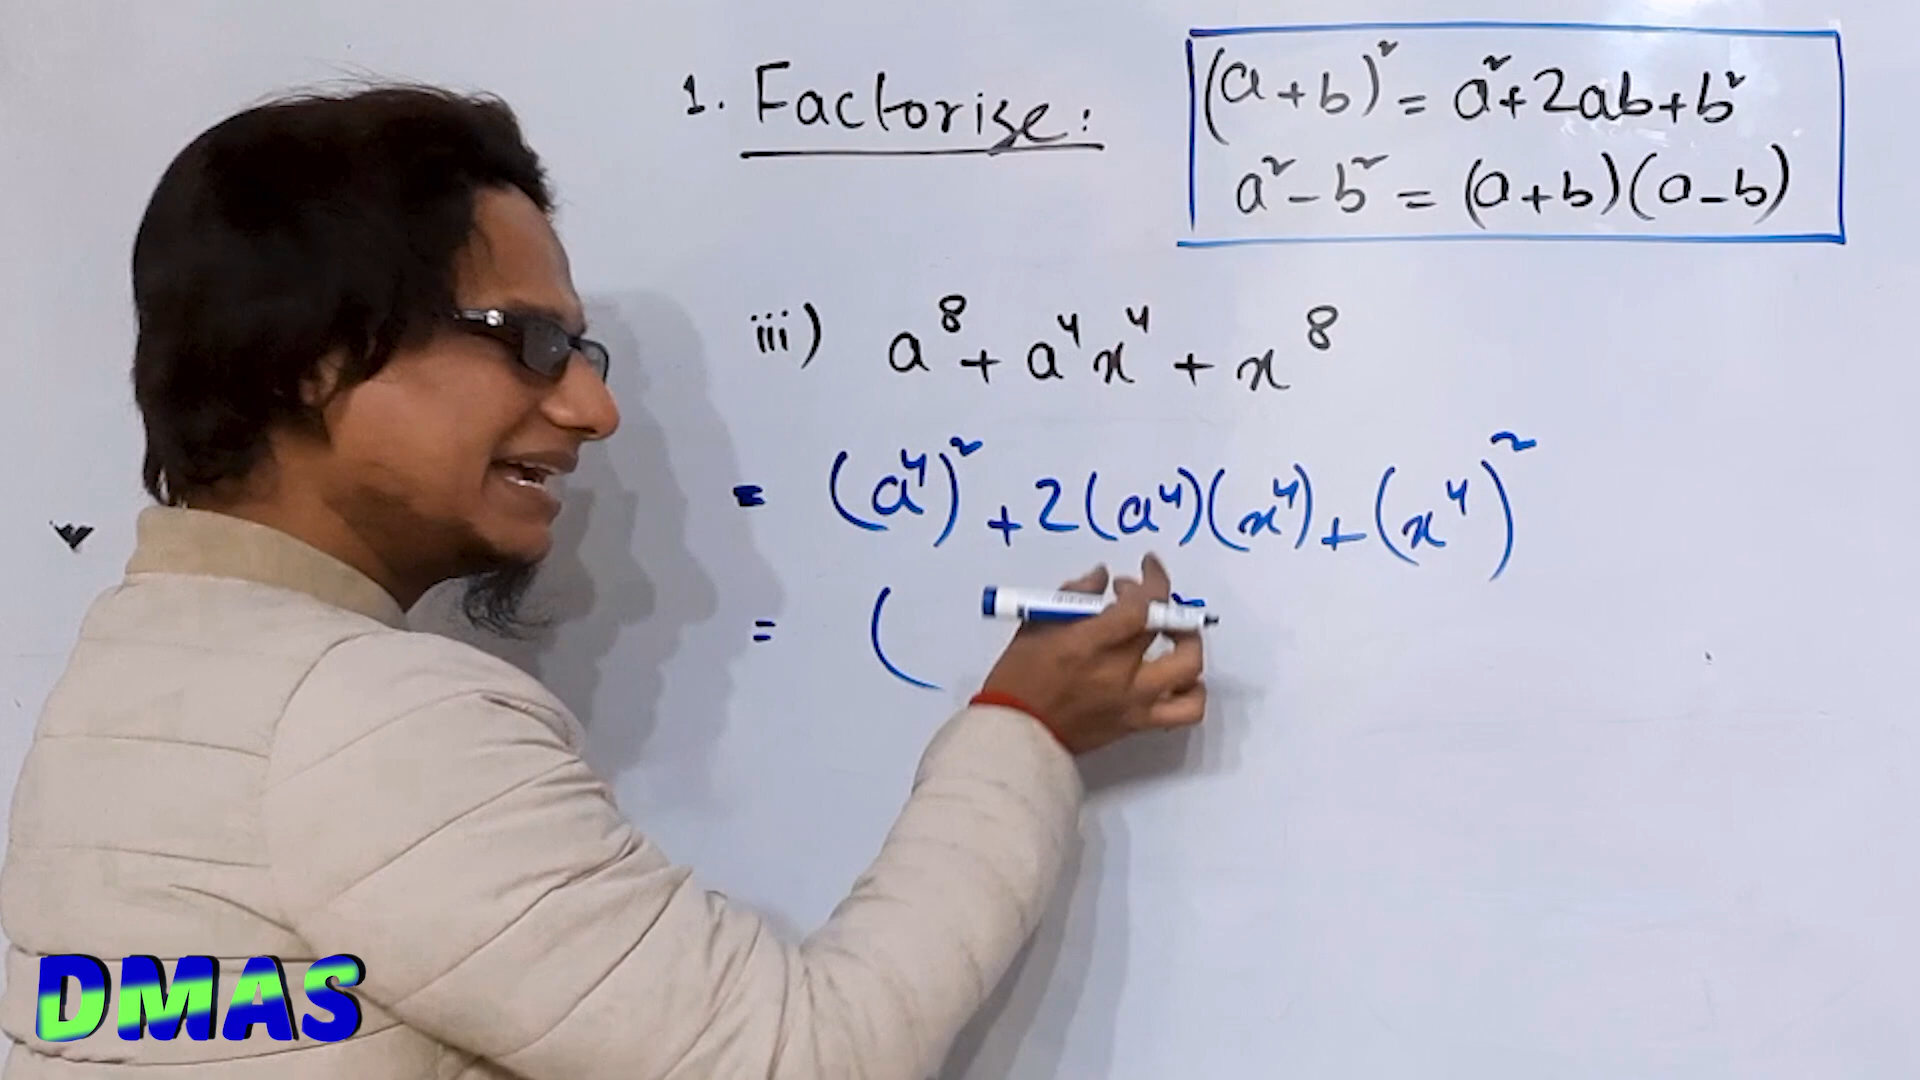 1. Factorise:
(a+b)² = a²+2ab+b²
a²-b² = (a+b)(a-b)
iii) a⁸+a⁴x⁴+x⁸
= (a⁴)²+2(a⁴)(x⁴)+(x⁴)²
= ( ²
DMAS